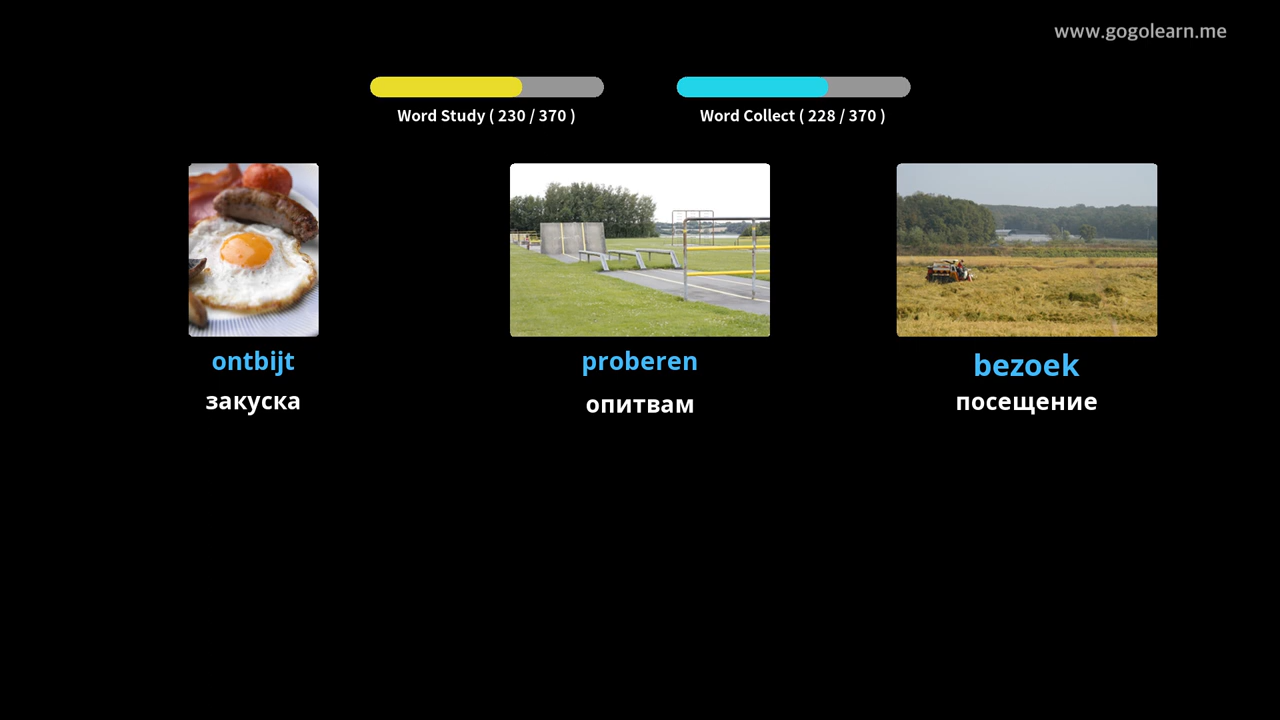 www.gogolearn.me
Word Study ( 230 / 370 )
Word Collect ( 228 / 370 )
ontbijt
закуска
proberen
опитвам
bezoek
посещение